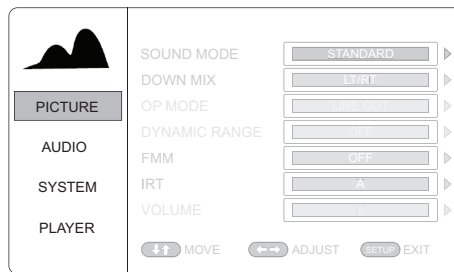 PICTURE
AUDIO
SYSTEM
PLAYER
SOUND MODE STANDARD
DOWN MIX LT/RT
OP MODE LINE OUT
DYNAMIC RANGE OFF
FMM OFF
IRT A
VOLUME
MOVE ADJUST SETUP EXIT